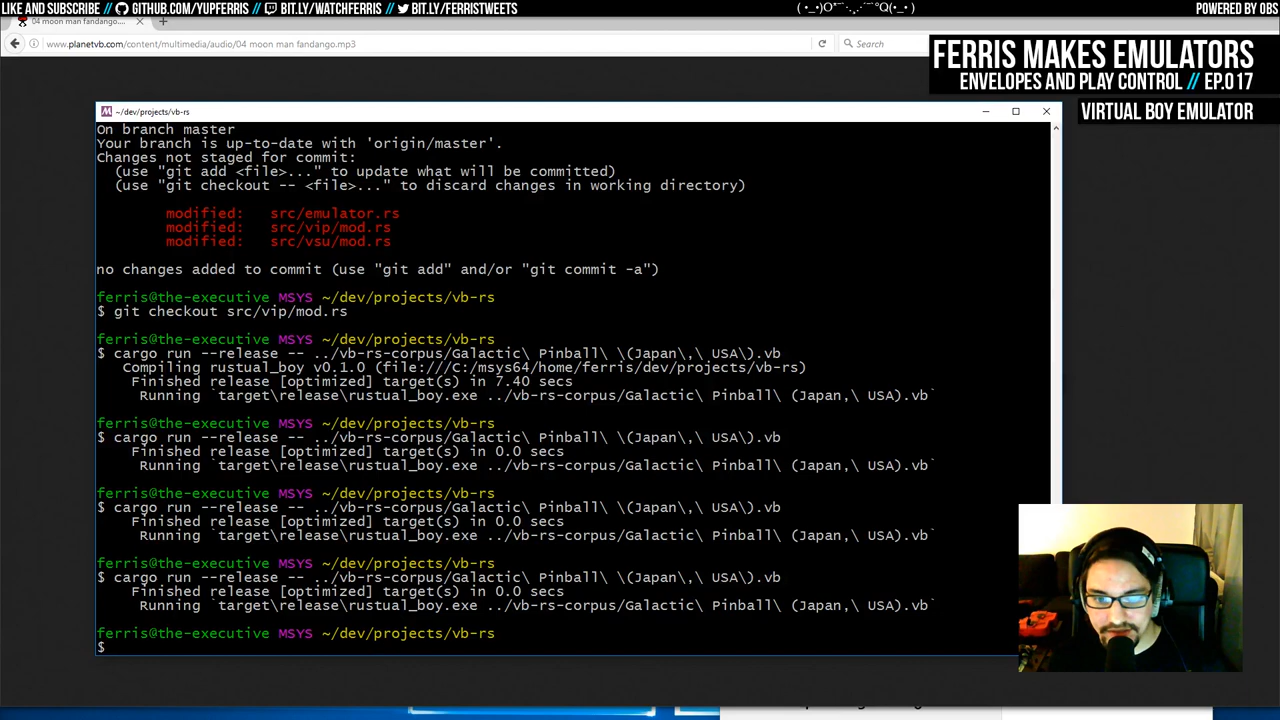 LIKE AND SUBSCRIBE // GITHUB.COM/YUPFERRIS // BIT.LY/WATCHFERRIS // BIT.LY/FERRISTWEETS
POWERED BY OBS
04 moon man fandango....
www.planetvb.com/content/multimedia/audio/04 moon man fandango.mp3
Search
FERRIS MAKES EMULATORS
ENVELOPES AND PLAY CONTROL // EP.017
VIRTUAL BOY EMULATOR
~/dev/projects/vb-rs
On branch master
Your branch is up-to-date with 'origin/master'.
Changes not staged for commit:
(use "git add <file>..." to update what will be committed)
(use "git checkout -- <file>..." to discard changes in working directory)
modified: src/emulator.rs
modified: src/vip/mod.rs
modified: src/vsu/mod.rs
no changes added to commit (use "git add" and/or "git commit -a")
ferris@the-executive MSYS ~/dev/projects/vb-rs
$ git checkout src/vip/mod.rs
ferris@the-executive MSYS ~/dev/projects/vb-rs
$ cargo run --release -- ../vb-rs-corpus/Galactic\ Pinball\ \(Japan\,\ USA\).vb
Compiling rustual_boy v0.1.0 (file:///C:/msys64/home/ferris/dev/projects/vb-rs)
Finished release [optimized] target(s) in 7.40 secs
Running `target\release\rustual_boy.exe ../vb-rs-corpus/Galactic\ Pinball\ (Japan,\ USA).vb`
ferris@the-executive MSYS ~/dev/projects/vb-rs
$ cargo run --release -- ../vb-rs-corpus/Galactic\ Pinball\ \(Japan\,\ USA\).vb
Finished release [optimized] target(s) in 0.0 secs
Running `target\release\rustual_boy.exe ../vb-rs-corpus/Galactic\ Pinball\ (Japan,\ USA).vb`
ferris@the-executive MSYS ~/dev/projects/vb-rs
$ cargo run --release -- ../vb-rs-corpus/Galactic\ Pinball\ \(Japan\,\ USA\).vb
Finished release [optimized] target(s) in 0.0 secs
Running `target\release\rustual_boy.exe ../vb-rs-corpus/Galactic\ Pinball\ (Japan,\ USA).vb`
ferris@the-executive MSYS ~/dev/projects/vb-rs
$ cargo run --release -- ../vb-rs-corpus/Galactic\ Pinball\ \(Japan\,\ USA\).vb
Finished release [optimized] target(s) in 0.0 secs
Running `target\release\rustual_boy.exe ../vb-rs-corpus/Galactic\ Pinball\ (Japan,\ USA).vb`
ferris@the-executive MSYS ~/dev/projects/vb-rs
$